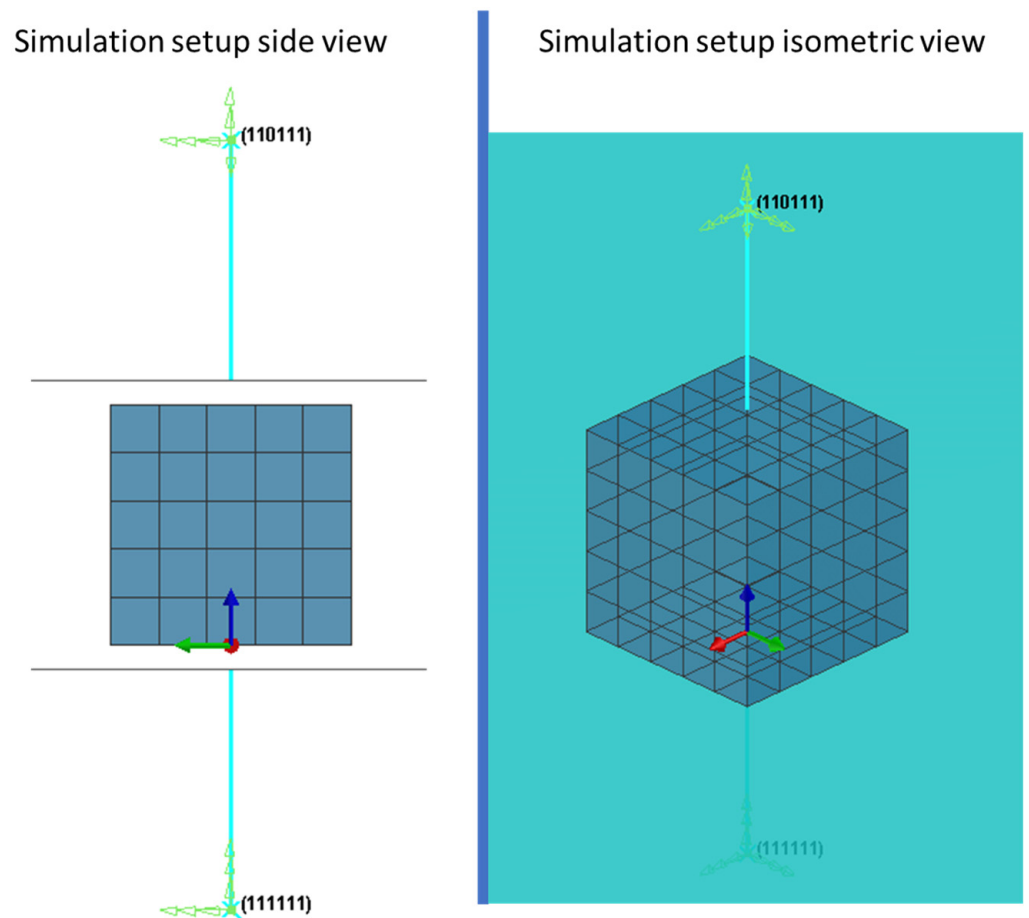 Simulation setup side view
(110111)
(111111)
Simulation setup isometric view
(110111)
(111111)